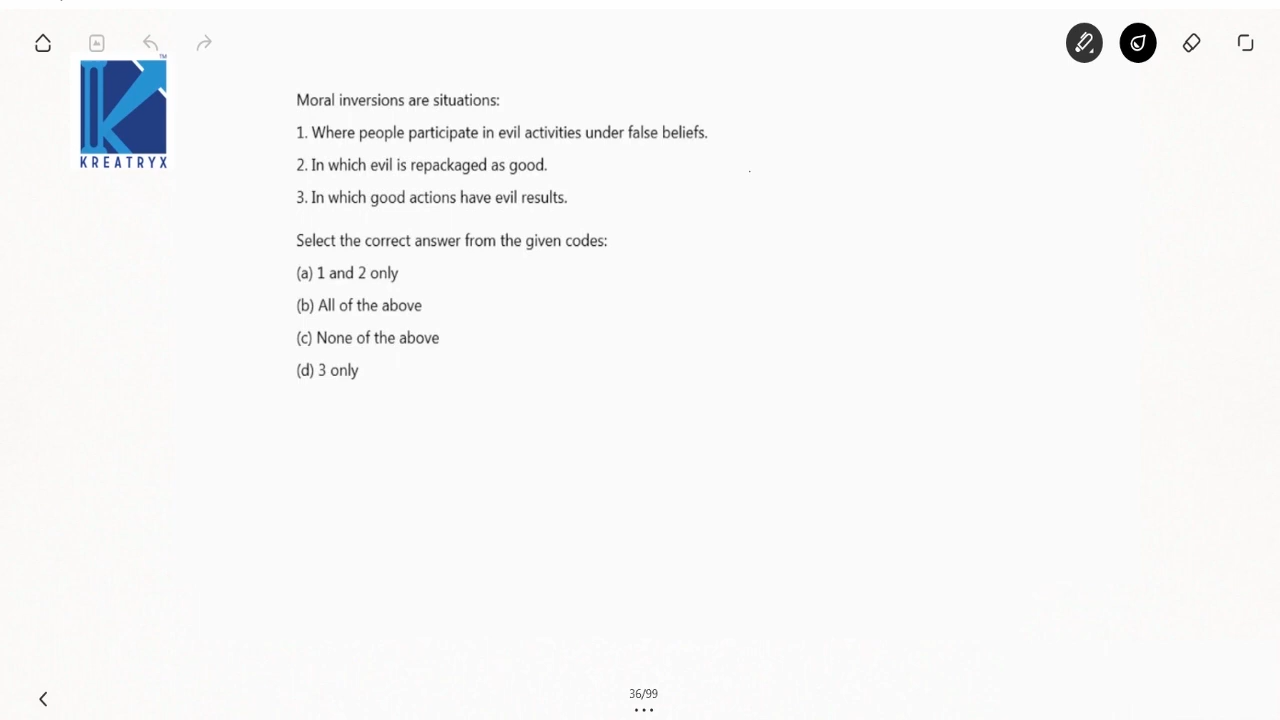 TM
KREATRYX
Moral inversions are situations:
1. Where people participate in evil activities under false beliefs.
2. In which evil is repackaged as good.
3. In which good actions have evil results.
Select the correct answer from the given codes:
(a) 1 and 2 only
(b) All of the above
(c) None of the above
(d) 3 only
36/99